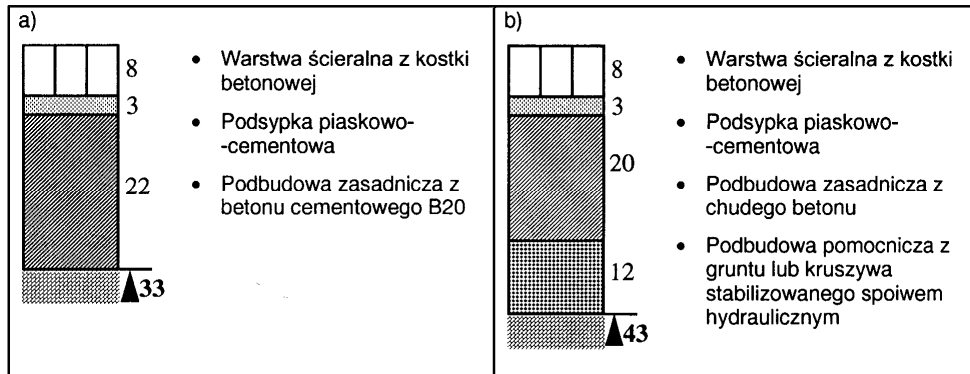 a)
8
3
22
33
• Warstwa ścieralna z kostki
betonowej
• Podsypka piaskowo-
-cementowa
• Podbudowa zasadnicza z
betonu cementowego B20
b)
8
3
20
12
43
• Warstwa ścieralna z kostki
betonowej
• Podsypka piaskowo-
-cementowa
• Podbudowa zasadnicza z
chudego betonu
• Podbudowa pomocnicza z
gruntu lub kruszywa
stabilizowanego spoiwem
hydraulicznym